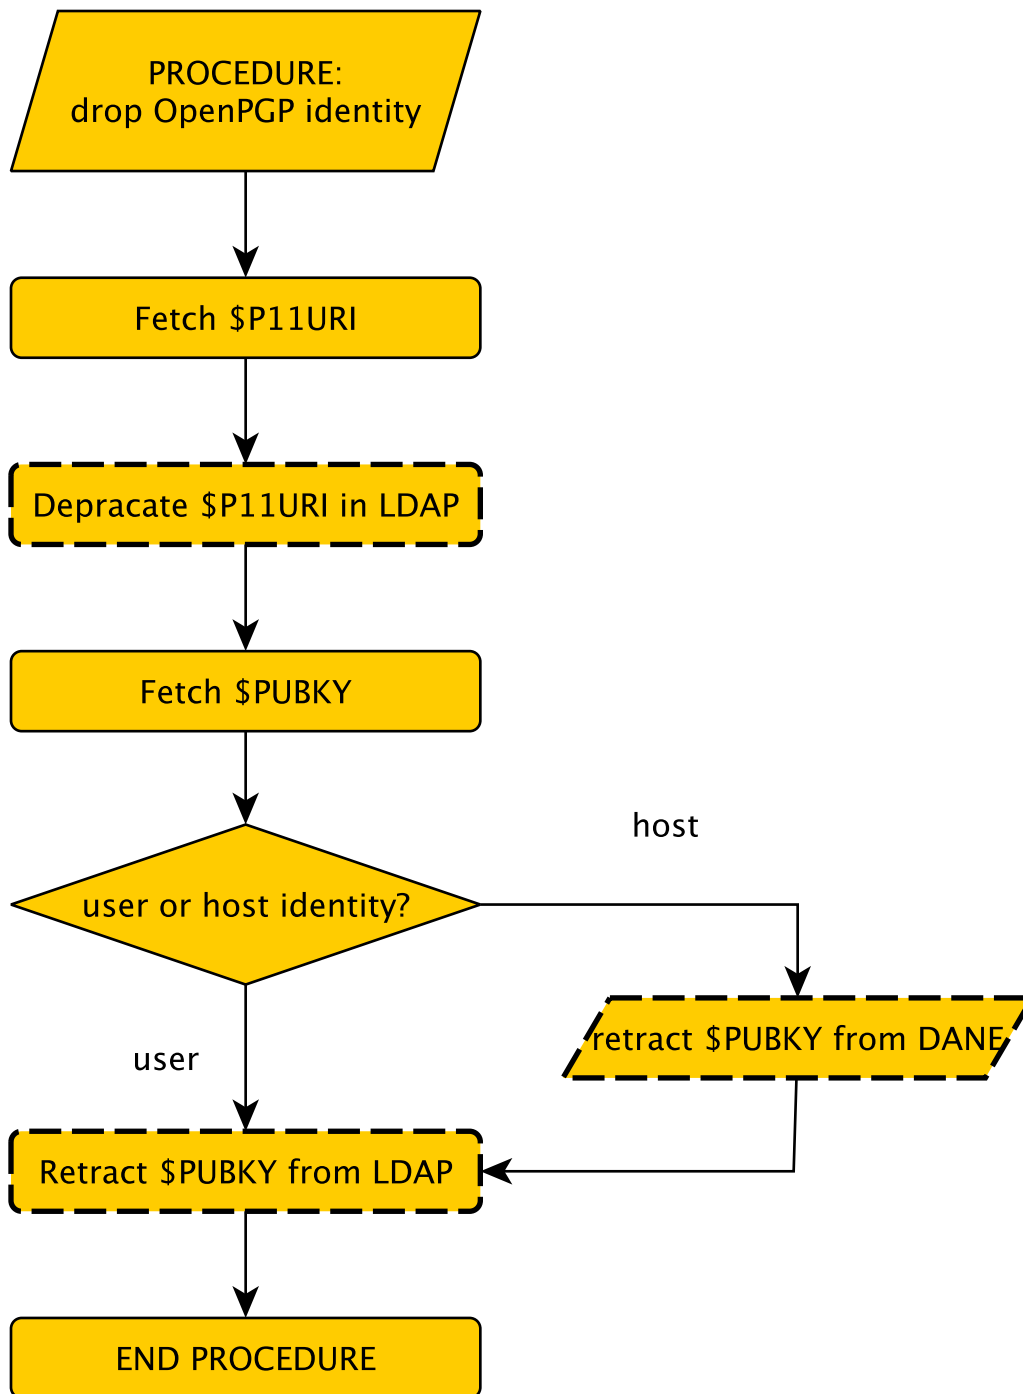 PROCEDURE:
drop OpenPGP identity
Fetch $P11URI
Depracate $P11URI in LDAP
Fetch $PUBKY
host
user or host identity?
retract $PUBKY from DANE
user
Retract $PUBKY from LDAP
END PROCEDURE